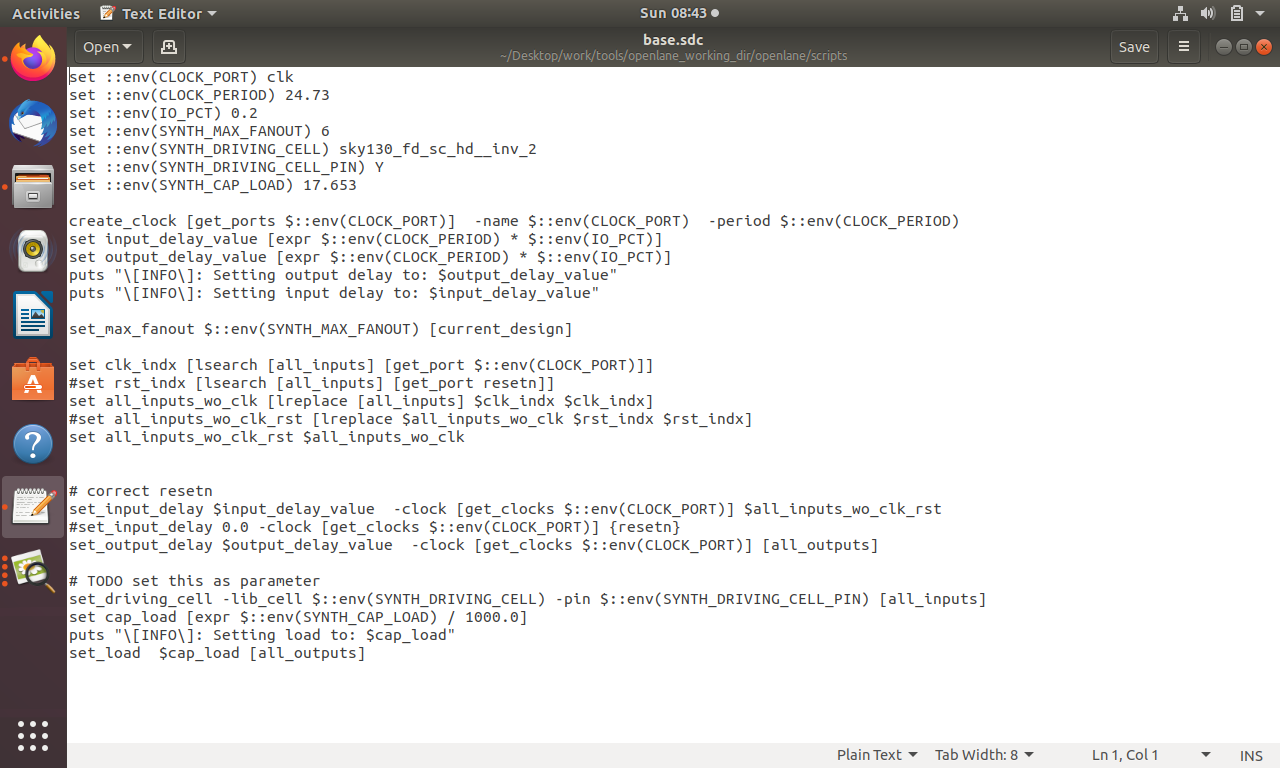 Activities Text Editor Sun 08:43
Open base.sdc Save
~/Desktop/work/tools/openlane_working_dir/openlane/scripts
set ::env(CLOCK_PORT) clk
set ::env(CLOCK_PERIOD) 24.73
set ::env(IO_PCT) 0.2
set ::env(SYNTH_MAX_FANOUT) 6
set ::env(SYNTH_DRIVING_CELL) sky130_fd_sc_hd__inv_2
set ::env(SYNTH_DRIVING_CELL_PIN) Y
set ::env(SYNTH_CAP_LOAD) 17.653
create_clock [get_ports $::env(CLOCK_PORT)]  -name $::env(CLOCK_PORT)  -period $::env(CLOCK_PERIOD)
set input_delay_value [expr $::env(CLOCK_PERIOD) * $::env(IO_PCT)]
set output_delay_value [expr $::env(CLOCK_PERIOD) * $::env(IO_PCT)]
puts "\[INFO\]: Setting output delay to: $output_delay_value"
puts "\[INFO\]: Setting input delay to: $input_delay_value"
set_max_fanout $::env(SYNTH_MAX_FANOUT) [current_design]
set clk_indx [lsearch [all_inputs] [get_port $::env(CLOCK_PORT)]]
#set rst_indx [lsearch [all_inputs] [get_port resetn]]
set all_inputs_wo_clk [lreplace [all_inputs] $clk_indx $clk_indx]
#set all_inputs_wo_clk_rst [lreplace $all_inputs_wo_clk $rst_indx $rst_indx]
set all_inputs_wo_clk_rst $all_inputs_wo_clk
# correct resetn
set_input_delay $input_delay_value  -clock [get_clocks $::env(CLOCK_PORT)] $all_inputs_wo_clk_rst
#set_input_delay 0.0 -clock [get_clocks $::env(CLOCK_PORT)] {resetn}
set_output_delay $output_delay_value  -clock [get_clocks $::env(CLOCK_PORT)] [all_outputs]
# TODO set this as parameter
set_driving_cell -lib_cell $::env(SYNTH_DRIVING_CELL) -pin $::env(SYNTH_DRIVING_CELL_PIN) [all_inputs]
set cap_load [expr $::env(SYNTH_CAP_LOAD) / 1000.0]
puts "\[INFO\]: Setting load to: $cap_load"
set_load  $cap_load [all_outputs]
Plain Text Tab Width: 8 Ln 1, Col 1 INS